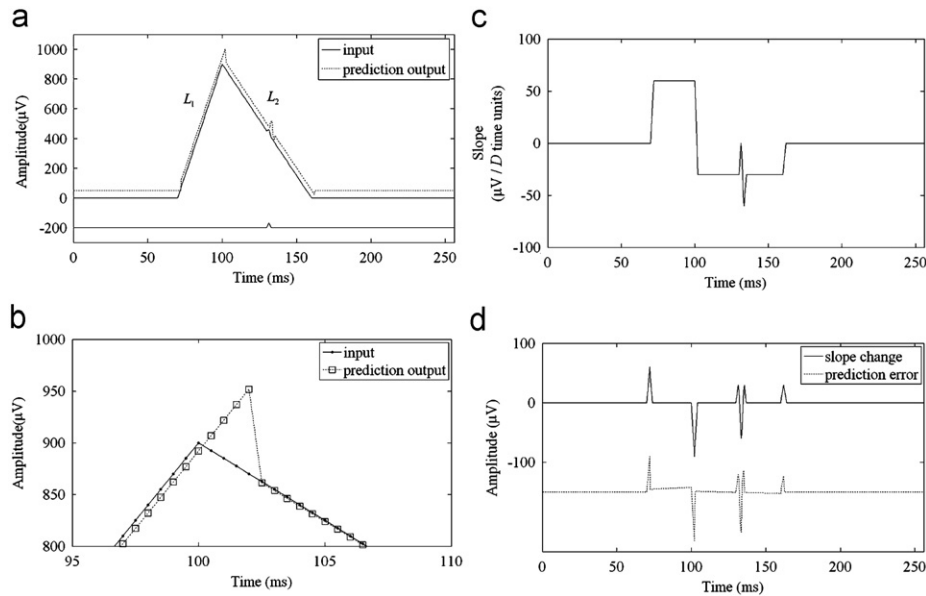 a
1000
800
600
400
200
0
-200
Amplitude(µV)
input
prediction output
L₁
L₂
0 50 100 150 200 250
Time (ms)
c
100
50
0
-50
-100
Slope
(µV / D time units)
0 50 100 150 200 250
Time (ms)
b
1000
950
900
850
800
Amplitude(µV)
input
prediction output
95 100 105 110
Time (ms)
d
100
0
-100
Amplitude (µV)
slope change
prediction error
0 50 100 150 200 250
Time (ms)